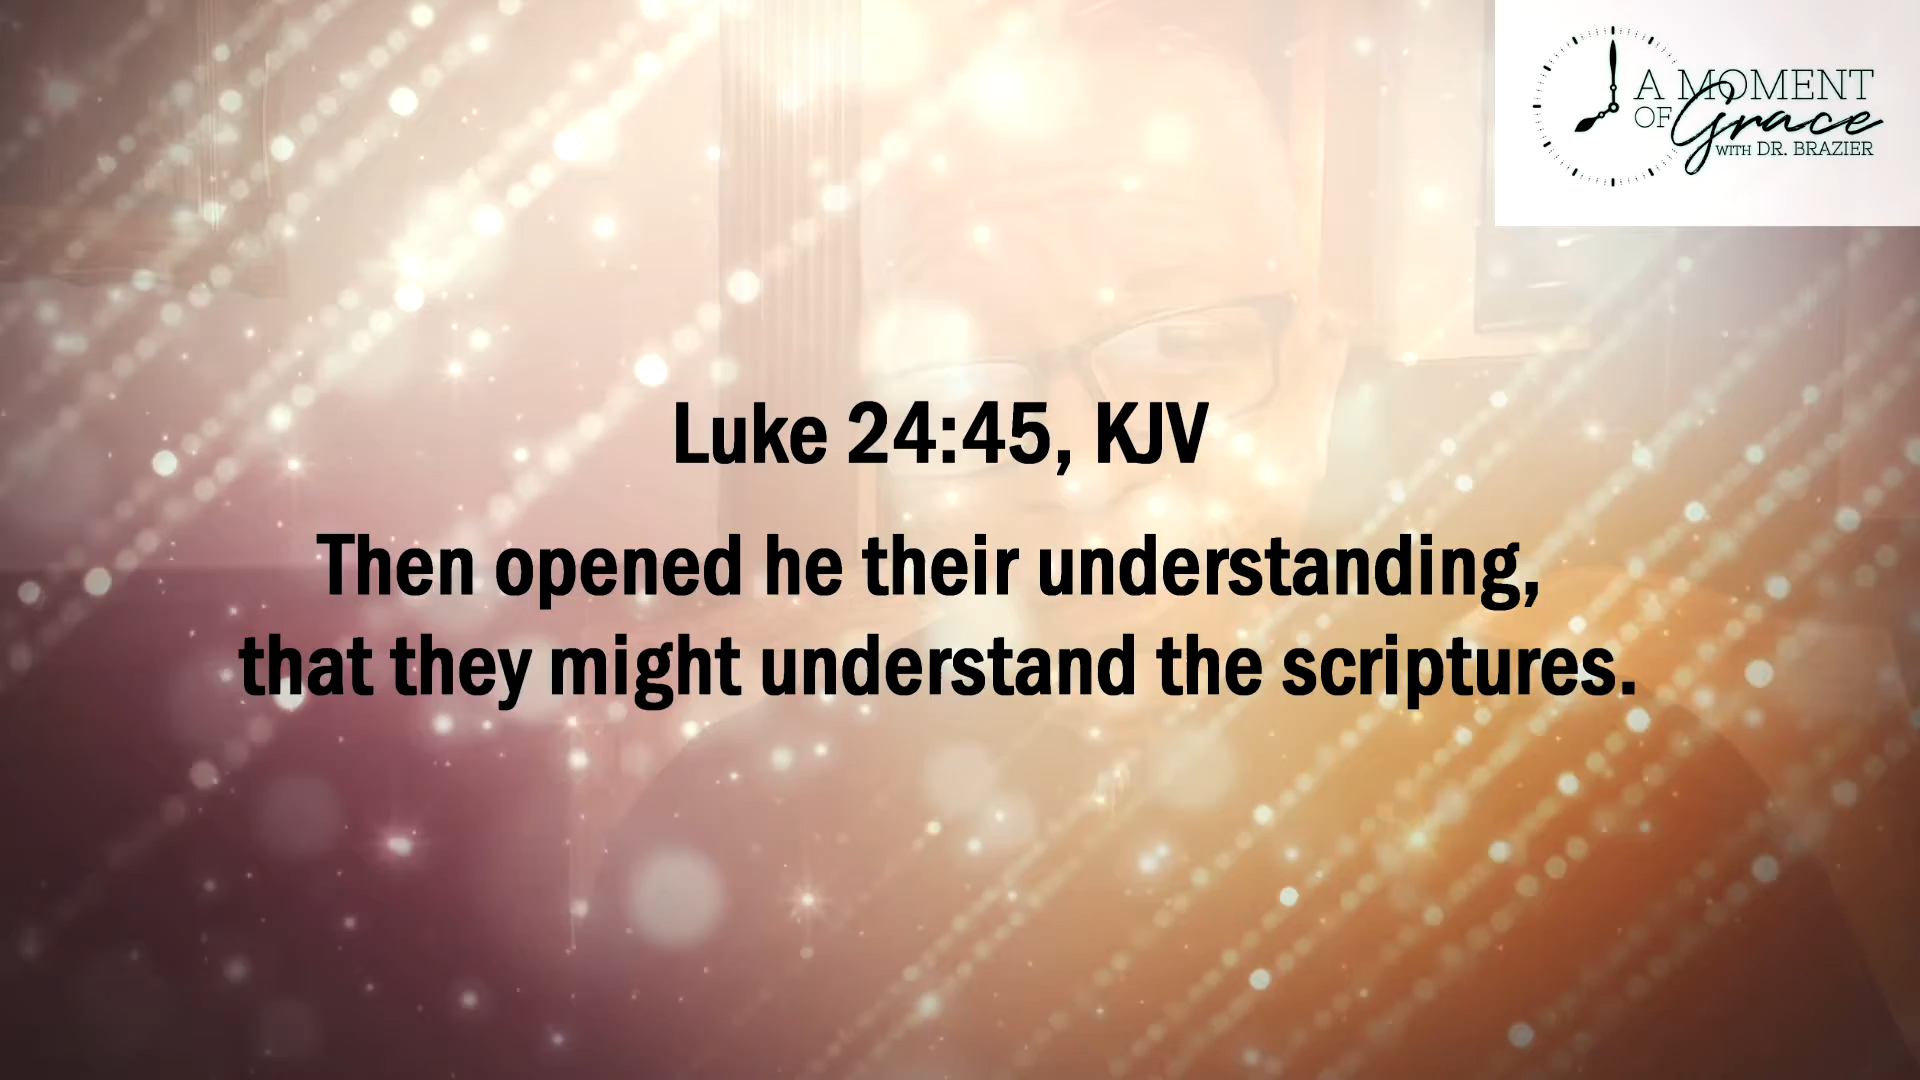 A MOMENT
OF Grace
WITH DR. BRAZIER
Luke 24:45, KJV
Then opened he their understanding,
that they might understand the scriptures.